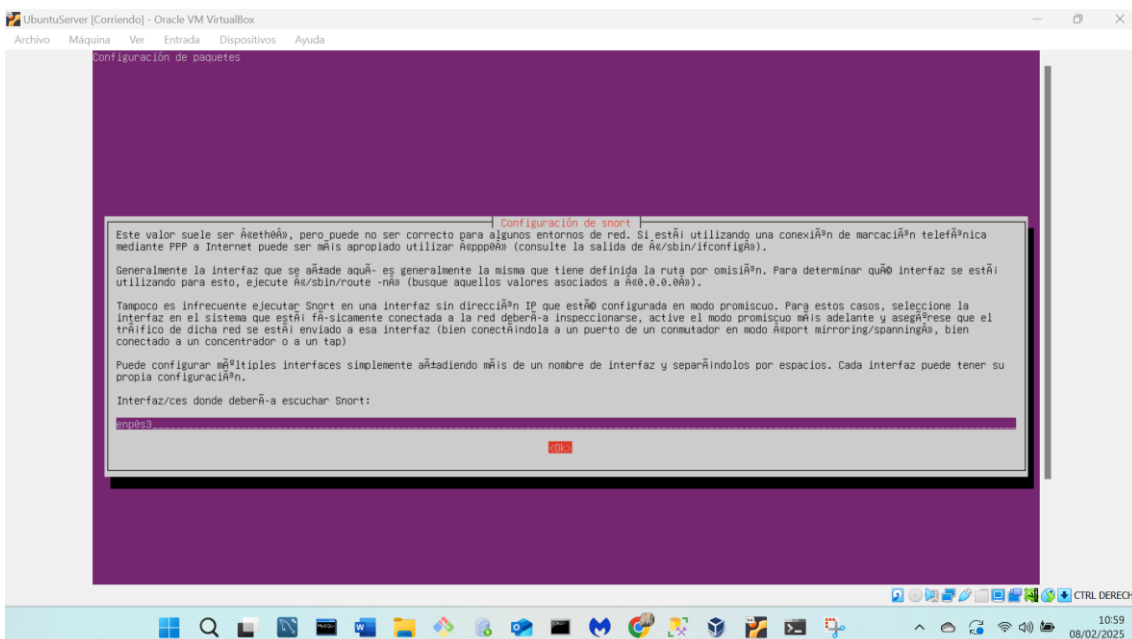 UbuntuServer [Corriendo] - Oracle VM VirtualBox
Archivo Máquina Ver Entrada Dispositivos Ayuda
Configuración de paquetes
Configuración de snort
Este valor suele ser Â«eth0Â», pero puede no ser correcto para algunos entornos de red. Si estÃ¡ utilizando una conexiÃ³n de marcaciÃ³n telefÃ³nica
mediante PPP a Internet puede ser mÃ¡s apropiado utilizar Â«ppp0Â» (consulte la salida de Â«/sbin/ifconfigÂ»).
Generalmente la interfaz que se aÃ±ade aquÃ- es generalmente la misma que tiene definida la ruta por omisiÃ³n. Para determinar quÃ© interfaz se estÃ¡
utilizando para esto, ejecute Â«/sbin/route -nÂ» (busque aquellos valores asociados a Â«0.0.0.0Â»).
Tampoco es infrecuente ejecutar Snort en una interfaz sin direcciÃ³n IP que estÃ© configurada en modo promiscuo. Para estos casos, seleccione la
interfaz en el sistema que estÃ¡ fÃ-sicamente conectada a la red deberÃ-a inspeccionarse, active el modo promiscuo mÃ¡s adelante y asegÃºrese que el
trÃ¡fico de dicha red se estÃ¡ enviado a esa interfaz (bien conectÃ¡ndola a un puerto de un conmutador en modo Â«port mirroring/spanningÂ», bien
conectado a un concentrador o a un tap)
Puede configurar mÃºltiples interfaces simplemente aÃ±adiendo mÃ¡s de un nombre de interfaz y separÃ¡ndolos por espacios. Cada interfaz puede tener su
propia configuraciÃ³n.
Interfaz/ces donde deberÃ-a escuchar Snort:
enp0s3
<Ok>
CTRL DERECH
10:59
08/02/2025